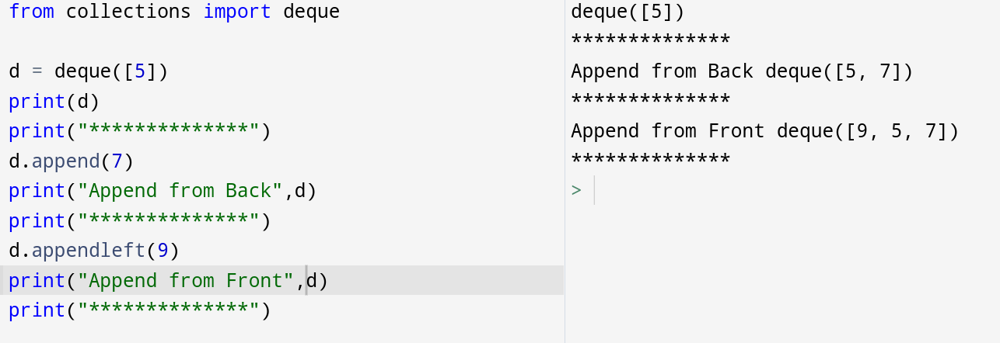 from collections import deque
d = deque([5])
print(d)
print("**************")
d.append(7)
print("Append from Back",d)
print("**************")
d.appendleft(9)
print("Append from Front",d)
print("**************")
deque([5])
**************
Append from Back deque([5, 7])
**************
Append from Front deque([9, 5, 7])
**************
>